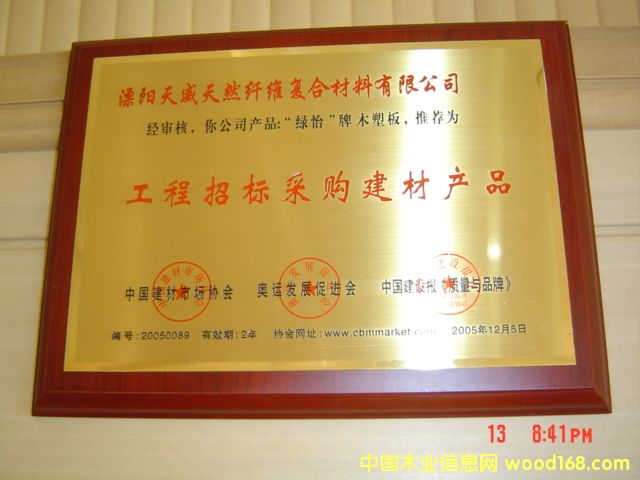 溧阳天威天然纤维复合材料有限公司
经审核，你公司产品:“绿怡”牌木塑板，推荐为
工程招标采购建材产品
中国建材市场协会 奥运发展促进会 中国建设报《质量与品牌》
编号:20050089 有效期:2年 协会网址:www.cbmmarket.com 2005年12月5日
13 8:41PM
中国木业信息网 wood168.com